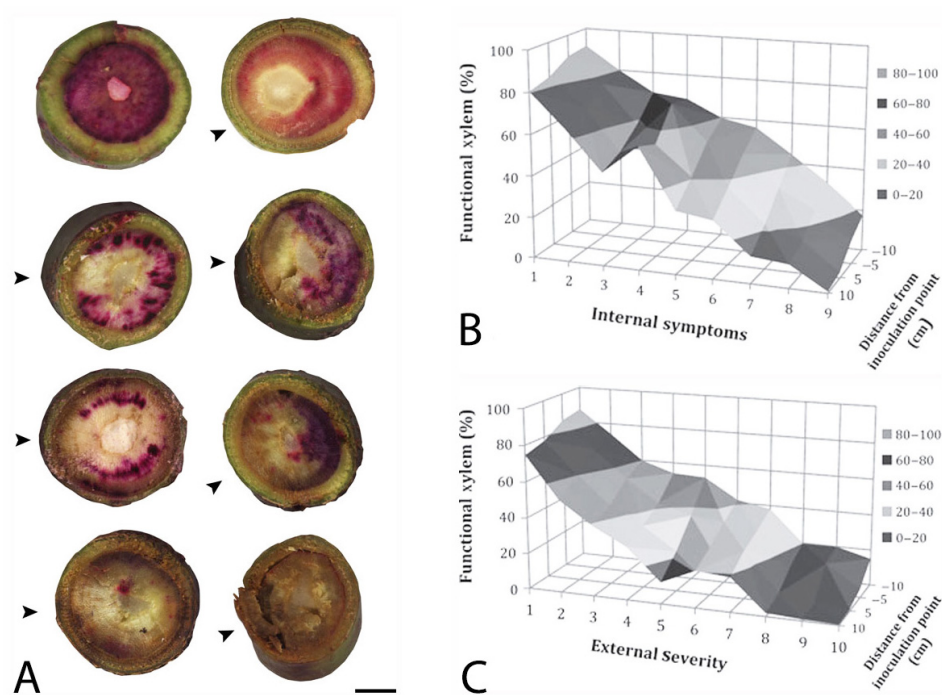 A
B
Functional xylem (%)
100
80
60
40
20
0
1 2 3 4 5 6 7 8 9
Internal symptoms
-10
-5
5
10
Distance from
inoculation point
(cm)
80-100
60-80
40-60
20-40
0-20
C
Functional xylem (%)
100
80
60
40
20
0
1 2 3 4 5 6 7 8 9 10
External Severity
-10
-5
5
10
Distance from
inoculation point
(cm)
80-100
60-80
40-60
20-40
0-20